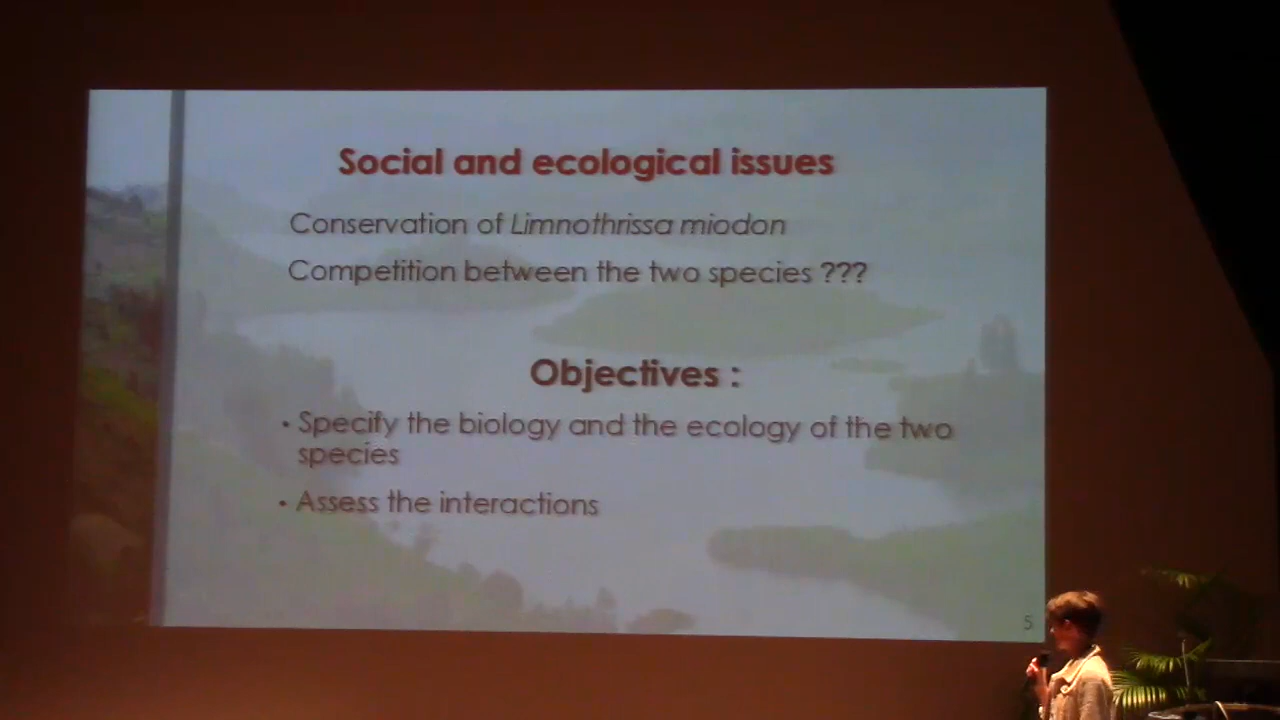 Social and ecological issues
Conservation of Limnothrissa miodon
Competition between the two species ???
Objectives :
• Specify the biology and the ecology of the two
species
• Assess the interactions
5